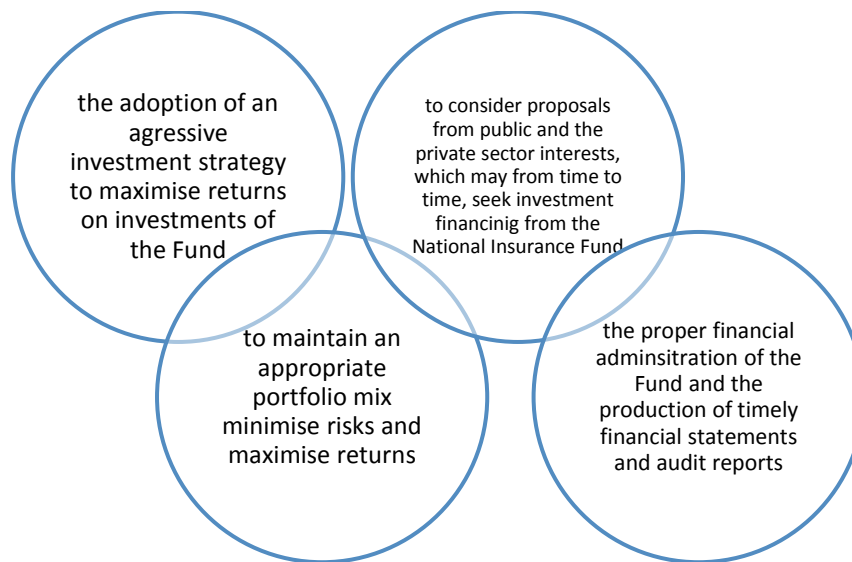 the adoption of an
agressive
investment strategy
to maximise returns
on investments of
the Fund
to consider proposals
from public and the
private sector interests,
which may from time to
time, seek investment
financinig from the
National Insurance Fund
to maintain an
appropriate
portfolio mix
minimise risks and
maximise returns
the proper financial
adminsitration of the
Fund and the
production of timely
financial statements
and audit reports